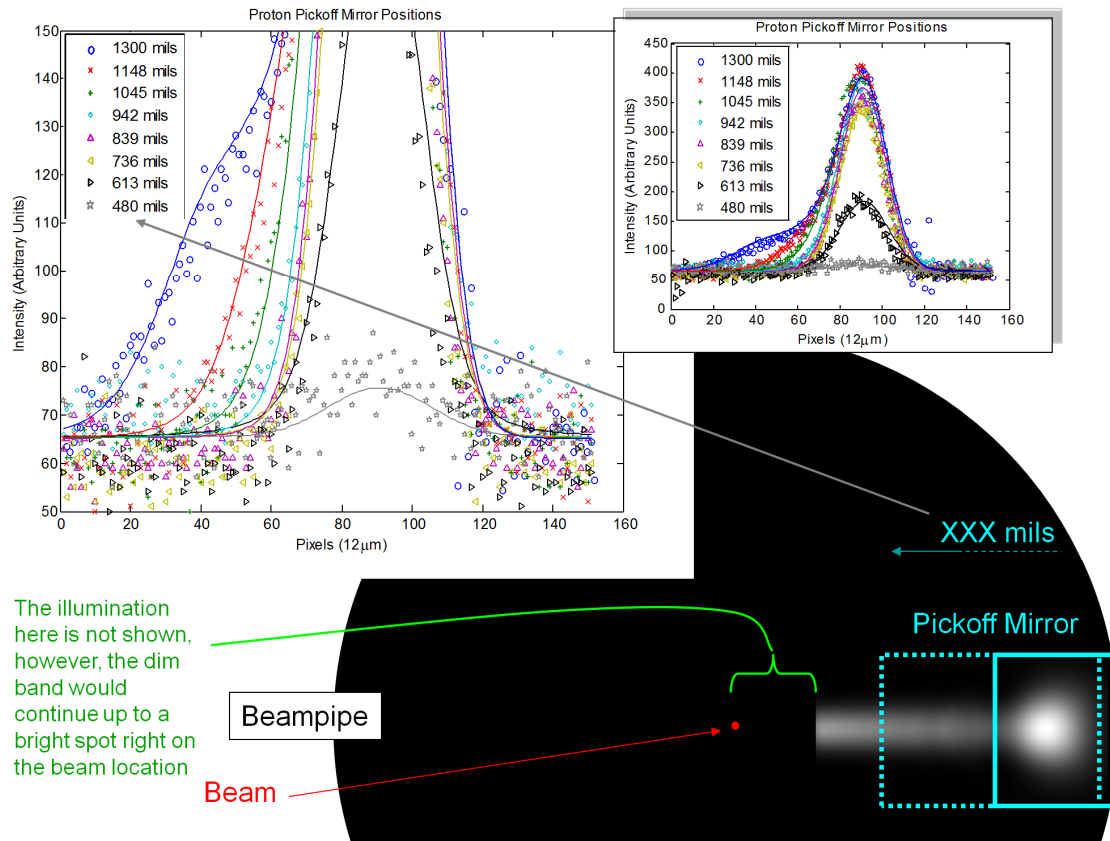 Proton Pickoff Mirror Positions
150
140
130
120
110
100
90
80
70
60
50
0
20
40
60
80
100
120
140
160
Intensity (Arbitrary Units)
Pixels (12μm)
1300 mils
1148 mils
1045 mils
942 mils
839 mils
736 mils
613 mils
480 mils
Proton Pickoff Mirror Positions
450
400
350
300
250
200
150
100
50
0
0
20
40
60
80
100
120
140
160
Intensity (Arbitrary Units)
Pixels (12μm)
1300 mils
1148 mils
1045 mils
942 mils
839 mils
736 mils
613 mils
480 mils
XXX mils
Pickoff Mirror
The illumination
here is not shown,
however, the dim
band would
continue up to a
bright spot right on
the beam location
Beampipe
Beam